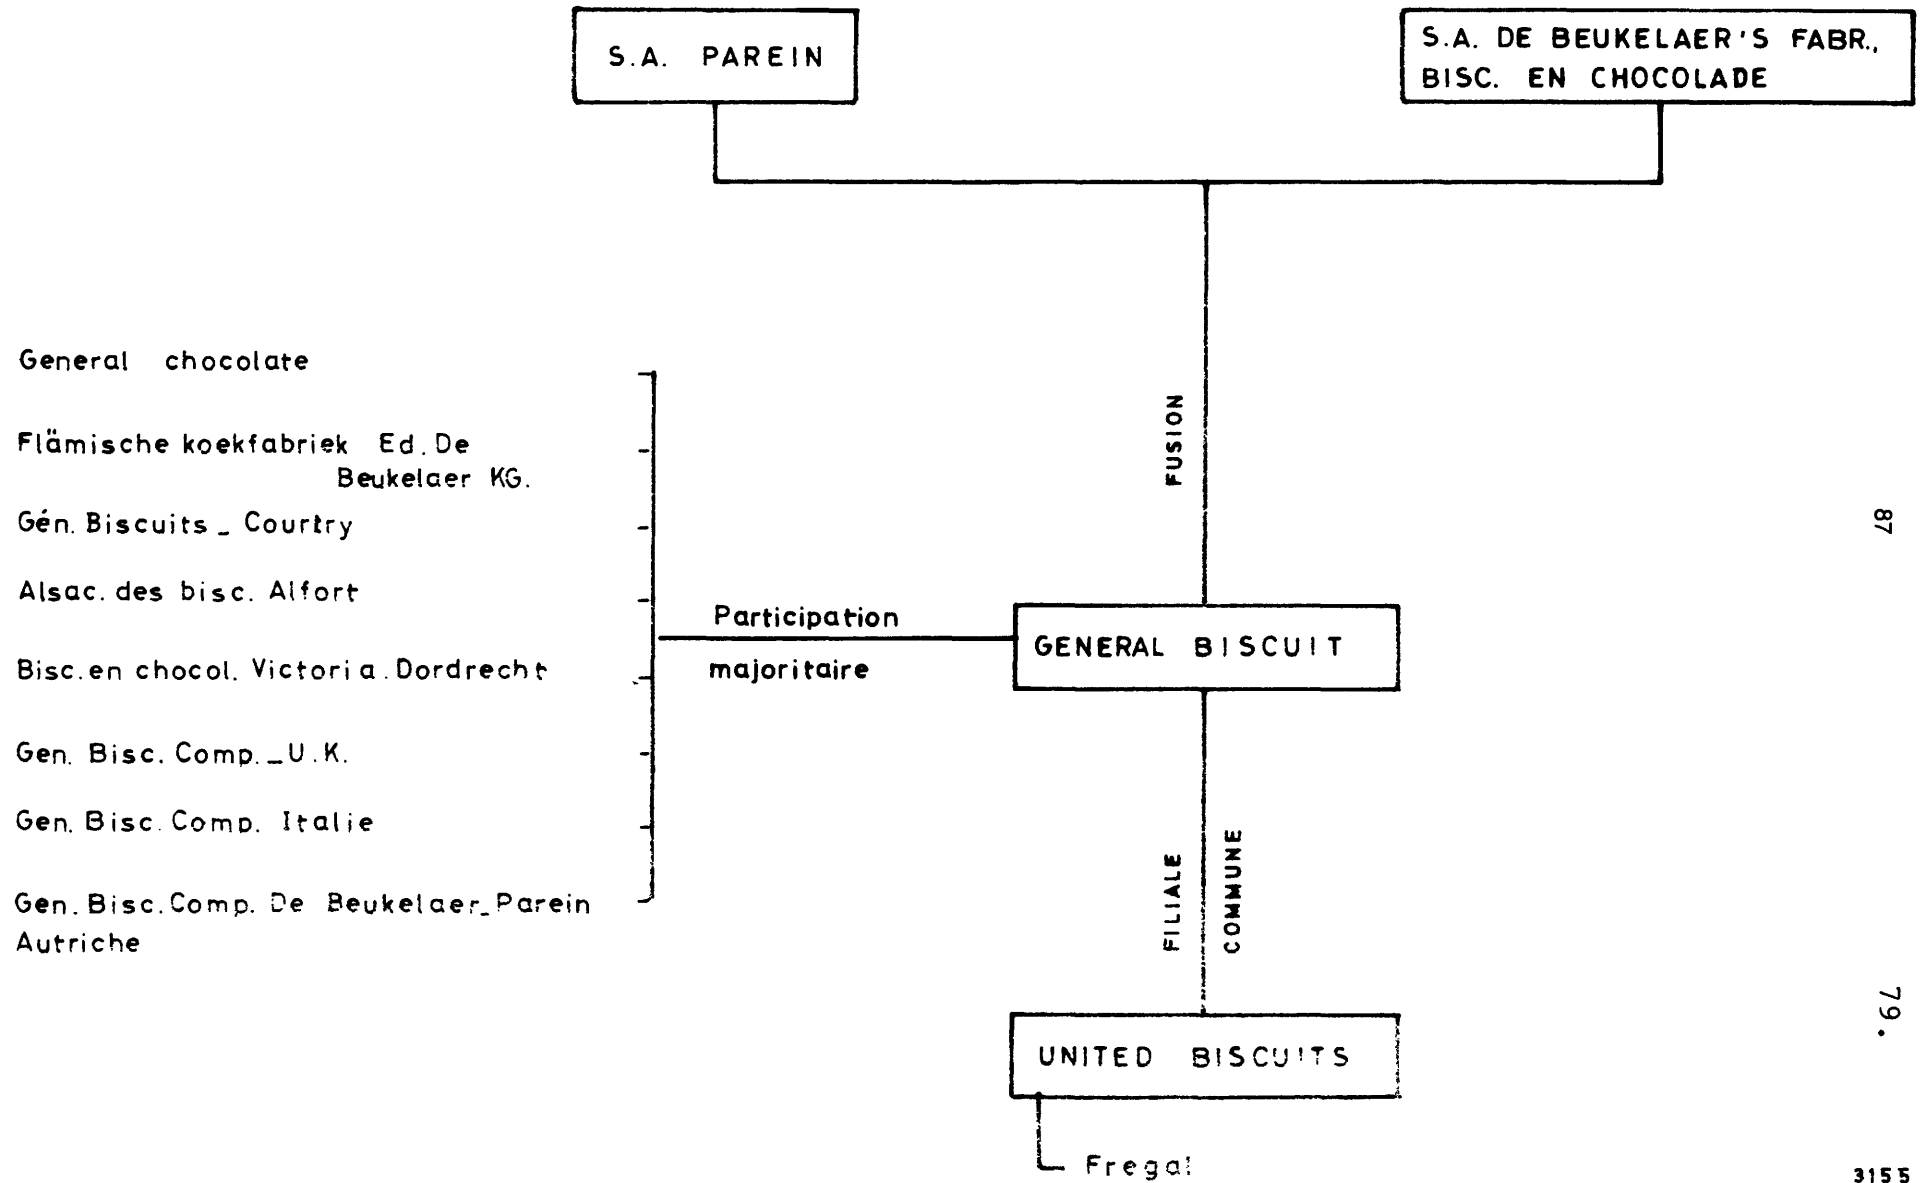 S.A. PAREIN
S.A. DE BEUKELAER'S FABR.,
BISC. EN CHOCOLADE
FUSION
General chocolate
Flämische koekfabriek Ed. De
Beukelaer KG.
Gén. Biscuits _ Courtry
Alsac. des bisc. Alfort
Bisc. en chocol. Victoria. Dordrecht
Gen. Bisc. Comp. _ U.K.
Gen. Bisc. Comp. Italie
Gen. Bisc. Comp. De Beukelaer _ Parein
Autriche
Participation
majoritaire
GENERAL BISCUIT
FILIALE
COMMUNE
UNITED BISCUITS
Fregal
87
79.
3155